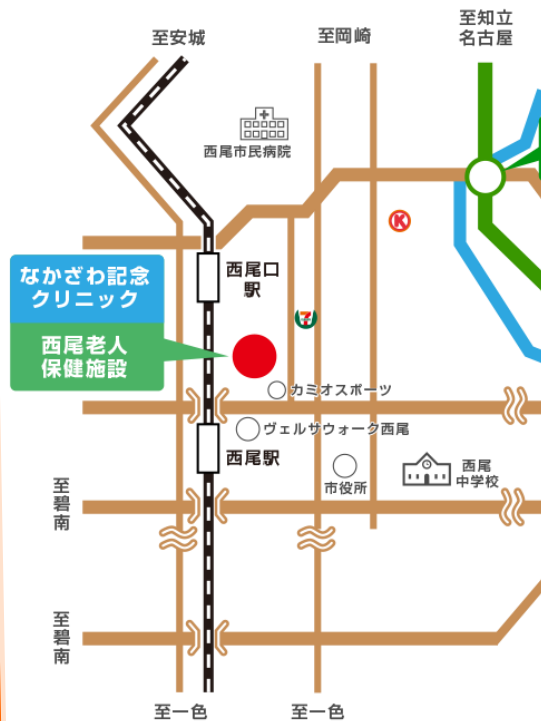 至知立
名古屋
至安城
至岡崎
西尾市民病院
K
西尾口
駅
なかざわ記念
クリニック
7
西尾老人
保健施設
カミオスポーツ
ヴェルサウォーク西尾
西尾駅
西尾
中学校
市役所
至碧南
至碧南
至一色
至一色